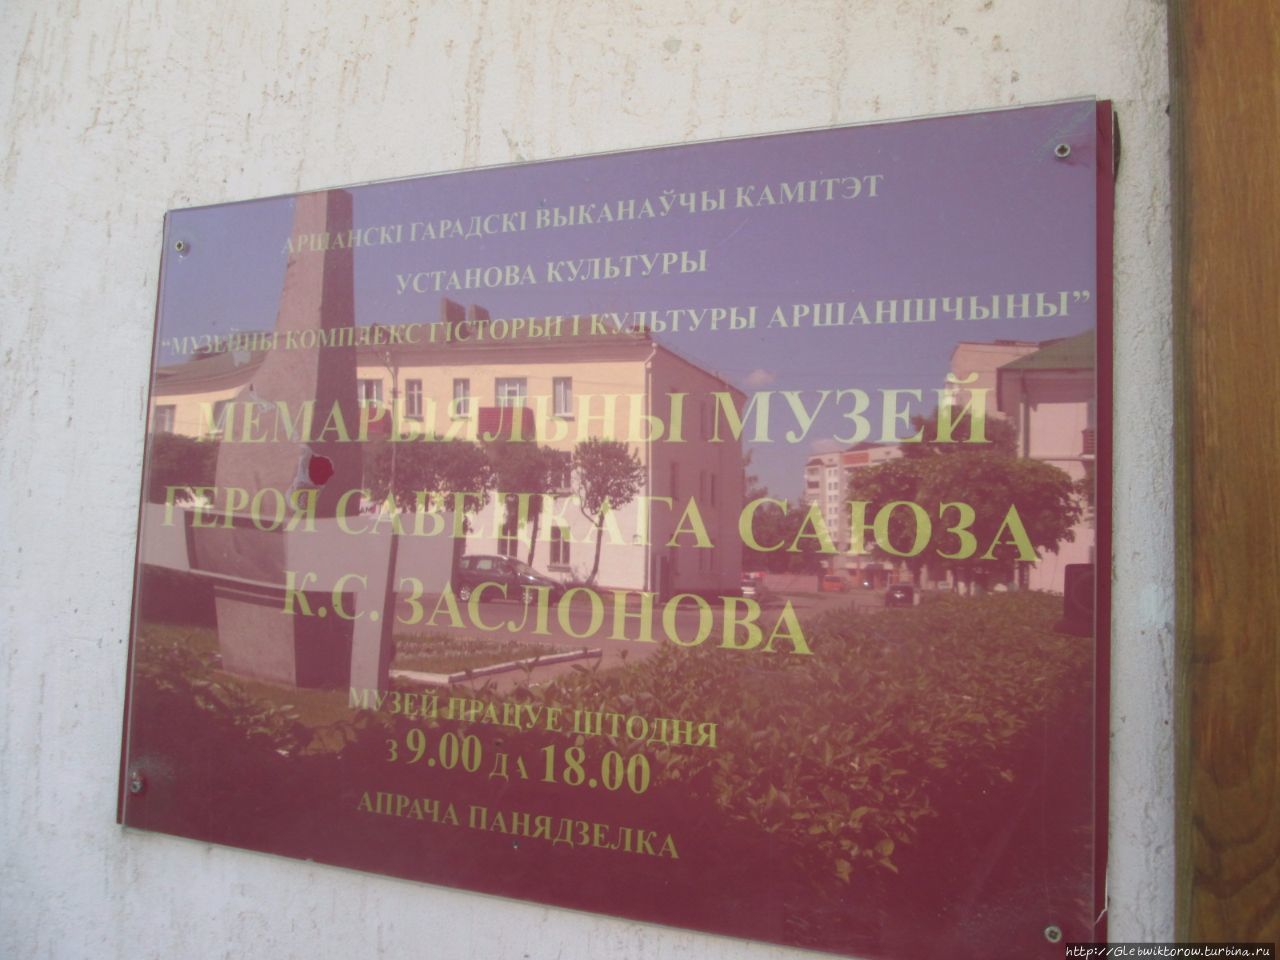 АРШАНСКІ ГАРАДСКІ ВЫКАНАЎЧЫ КАМІТЭТ
УСТАНОВА КУЛЬТУРЫ
“МУЗЕЙНЫ КОМПЛЕКС ГІСТОРЫІ І КУЛЬТУРЫ АРШАНШЧЫНЫ”
МЕМАРЫЯЛЬНЫ МУЗЕЙ
ГЕРОЯ САВЕЦКАГА САЮЗА
К.С. ЗАСЛОНОВА
МУЗЕЙ ПРАЦУЕ ШТОДНЯ
З 9.00 ДА 18.00
АПРАЧА ПАНЯДЗЕЛКА
http://Glebwiktorow.turbina.ru